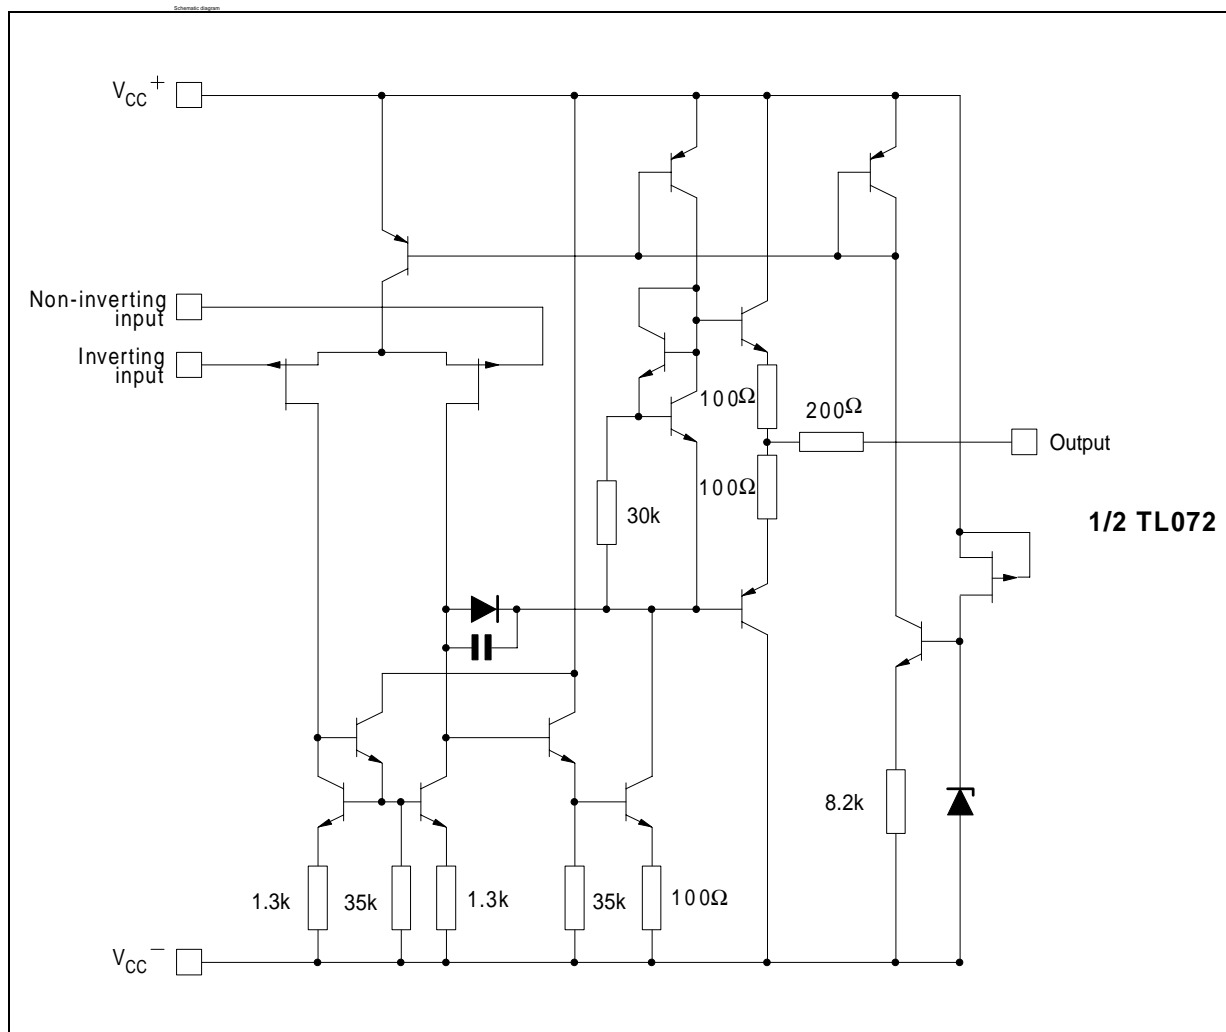 Schematic diagram
VCC+
Non-inverting
input
Inverting
input
100Ω
200Ω
Output
100Ω
30k
1/2 TL072
8.2k
1.3k
35k
1.3k
35k
100Ω
VCC−